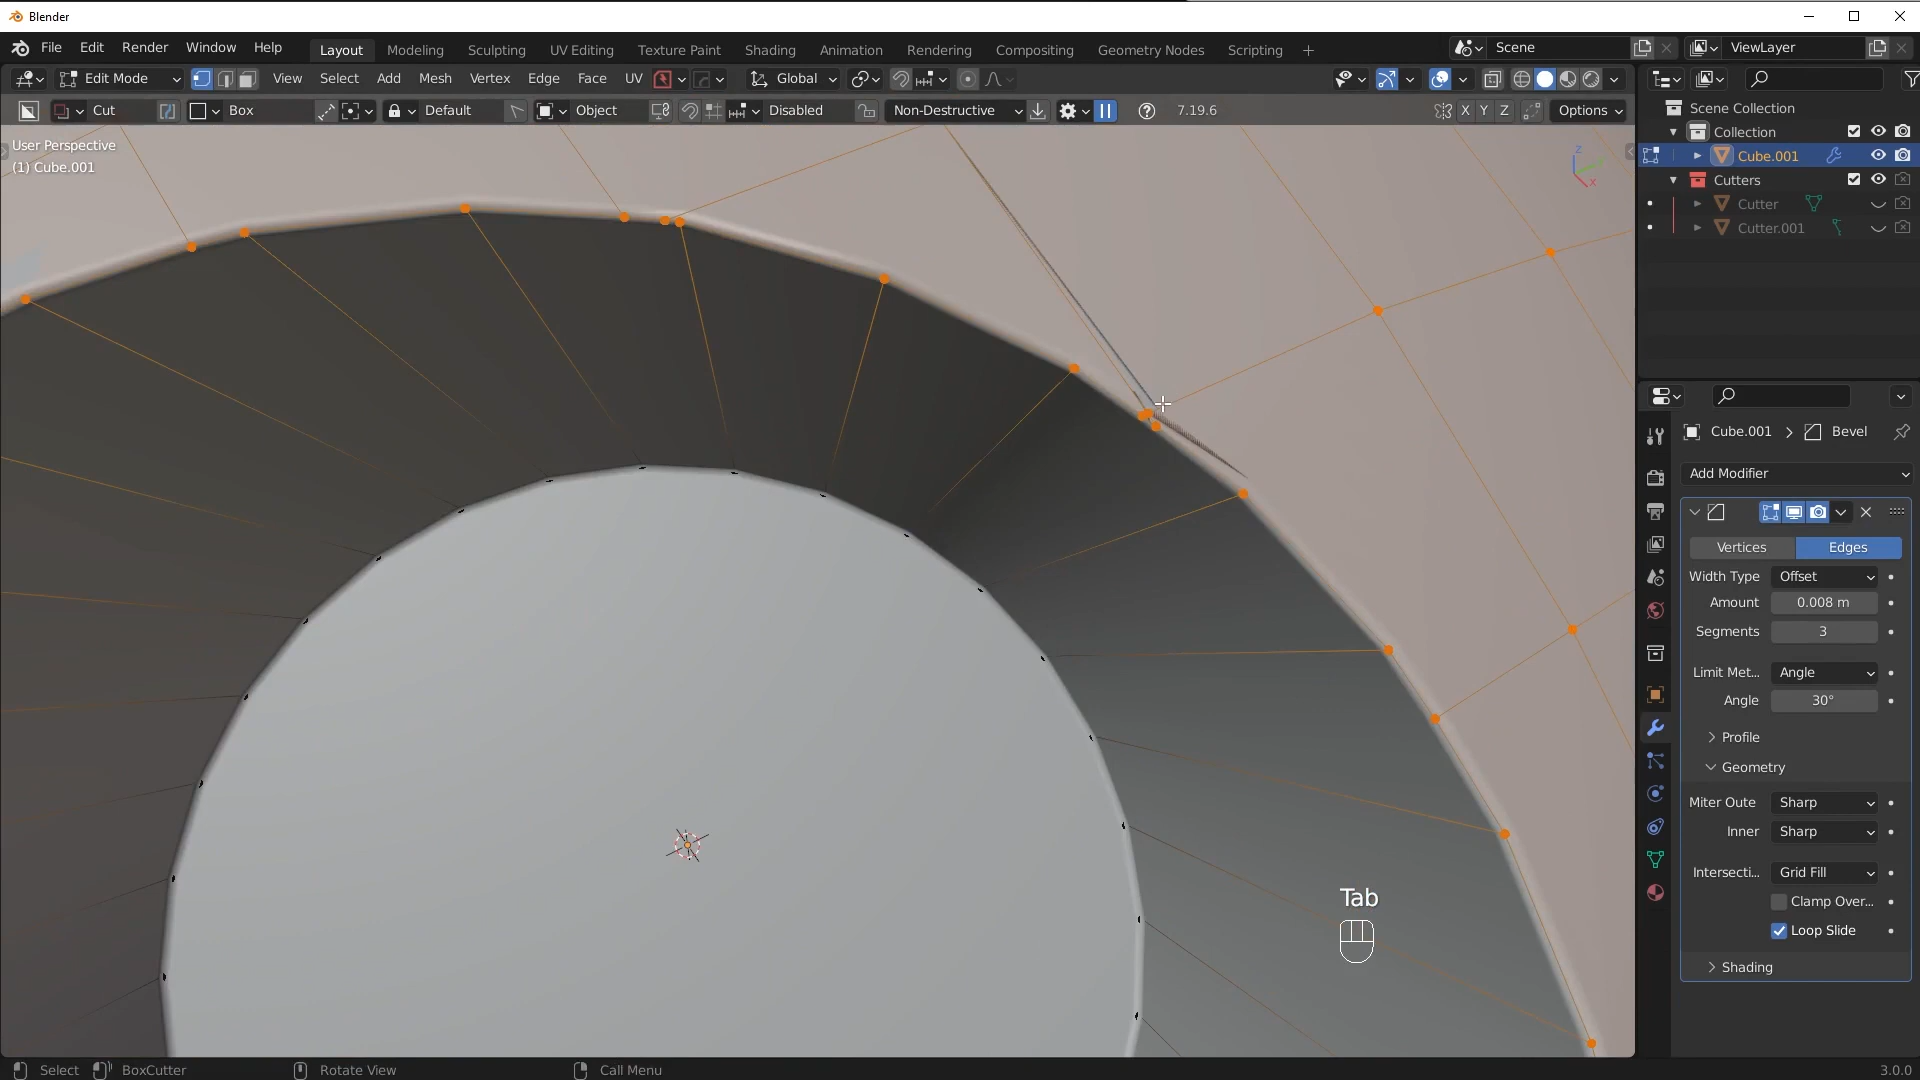 Blender
File Edit Render Window Help Layout Modeling Sculpting UV Editing Texture Paint Shading Animation Rendering Compositing Geometry Nodes Scripting + Scene ViewLayer
Edit Mode View Select Add Mesh Vertex Edge Face UV Global
Cut Box Default Object Disabled Non-Destructive 7.19.6 X Y Z Options
User Perspective
(1) Cube.001
Z
X
Scene Collection
Collection
Cube.001
Cutters
Cutter
Cutter.001
Cube.001 > Bevel
Add Modifier
Vertices Edges
Width Type Offset
Amount 0.008 m
Segments 3
Limit Met... Angle
Angle 30°
Profile
Geometry
Miter Oute Sharp
Inner Sharp
Intersecti... Grid Fill
Clamp Over...
Loop Slide
Shading
Tab
Select BoxCutter Rotate View Call Menu 3.0.0